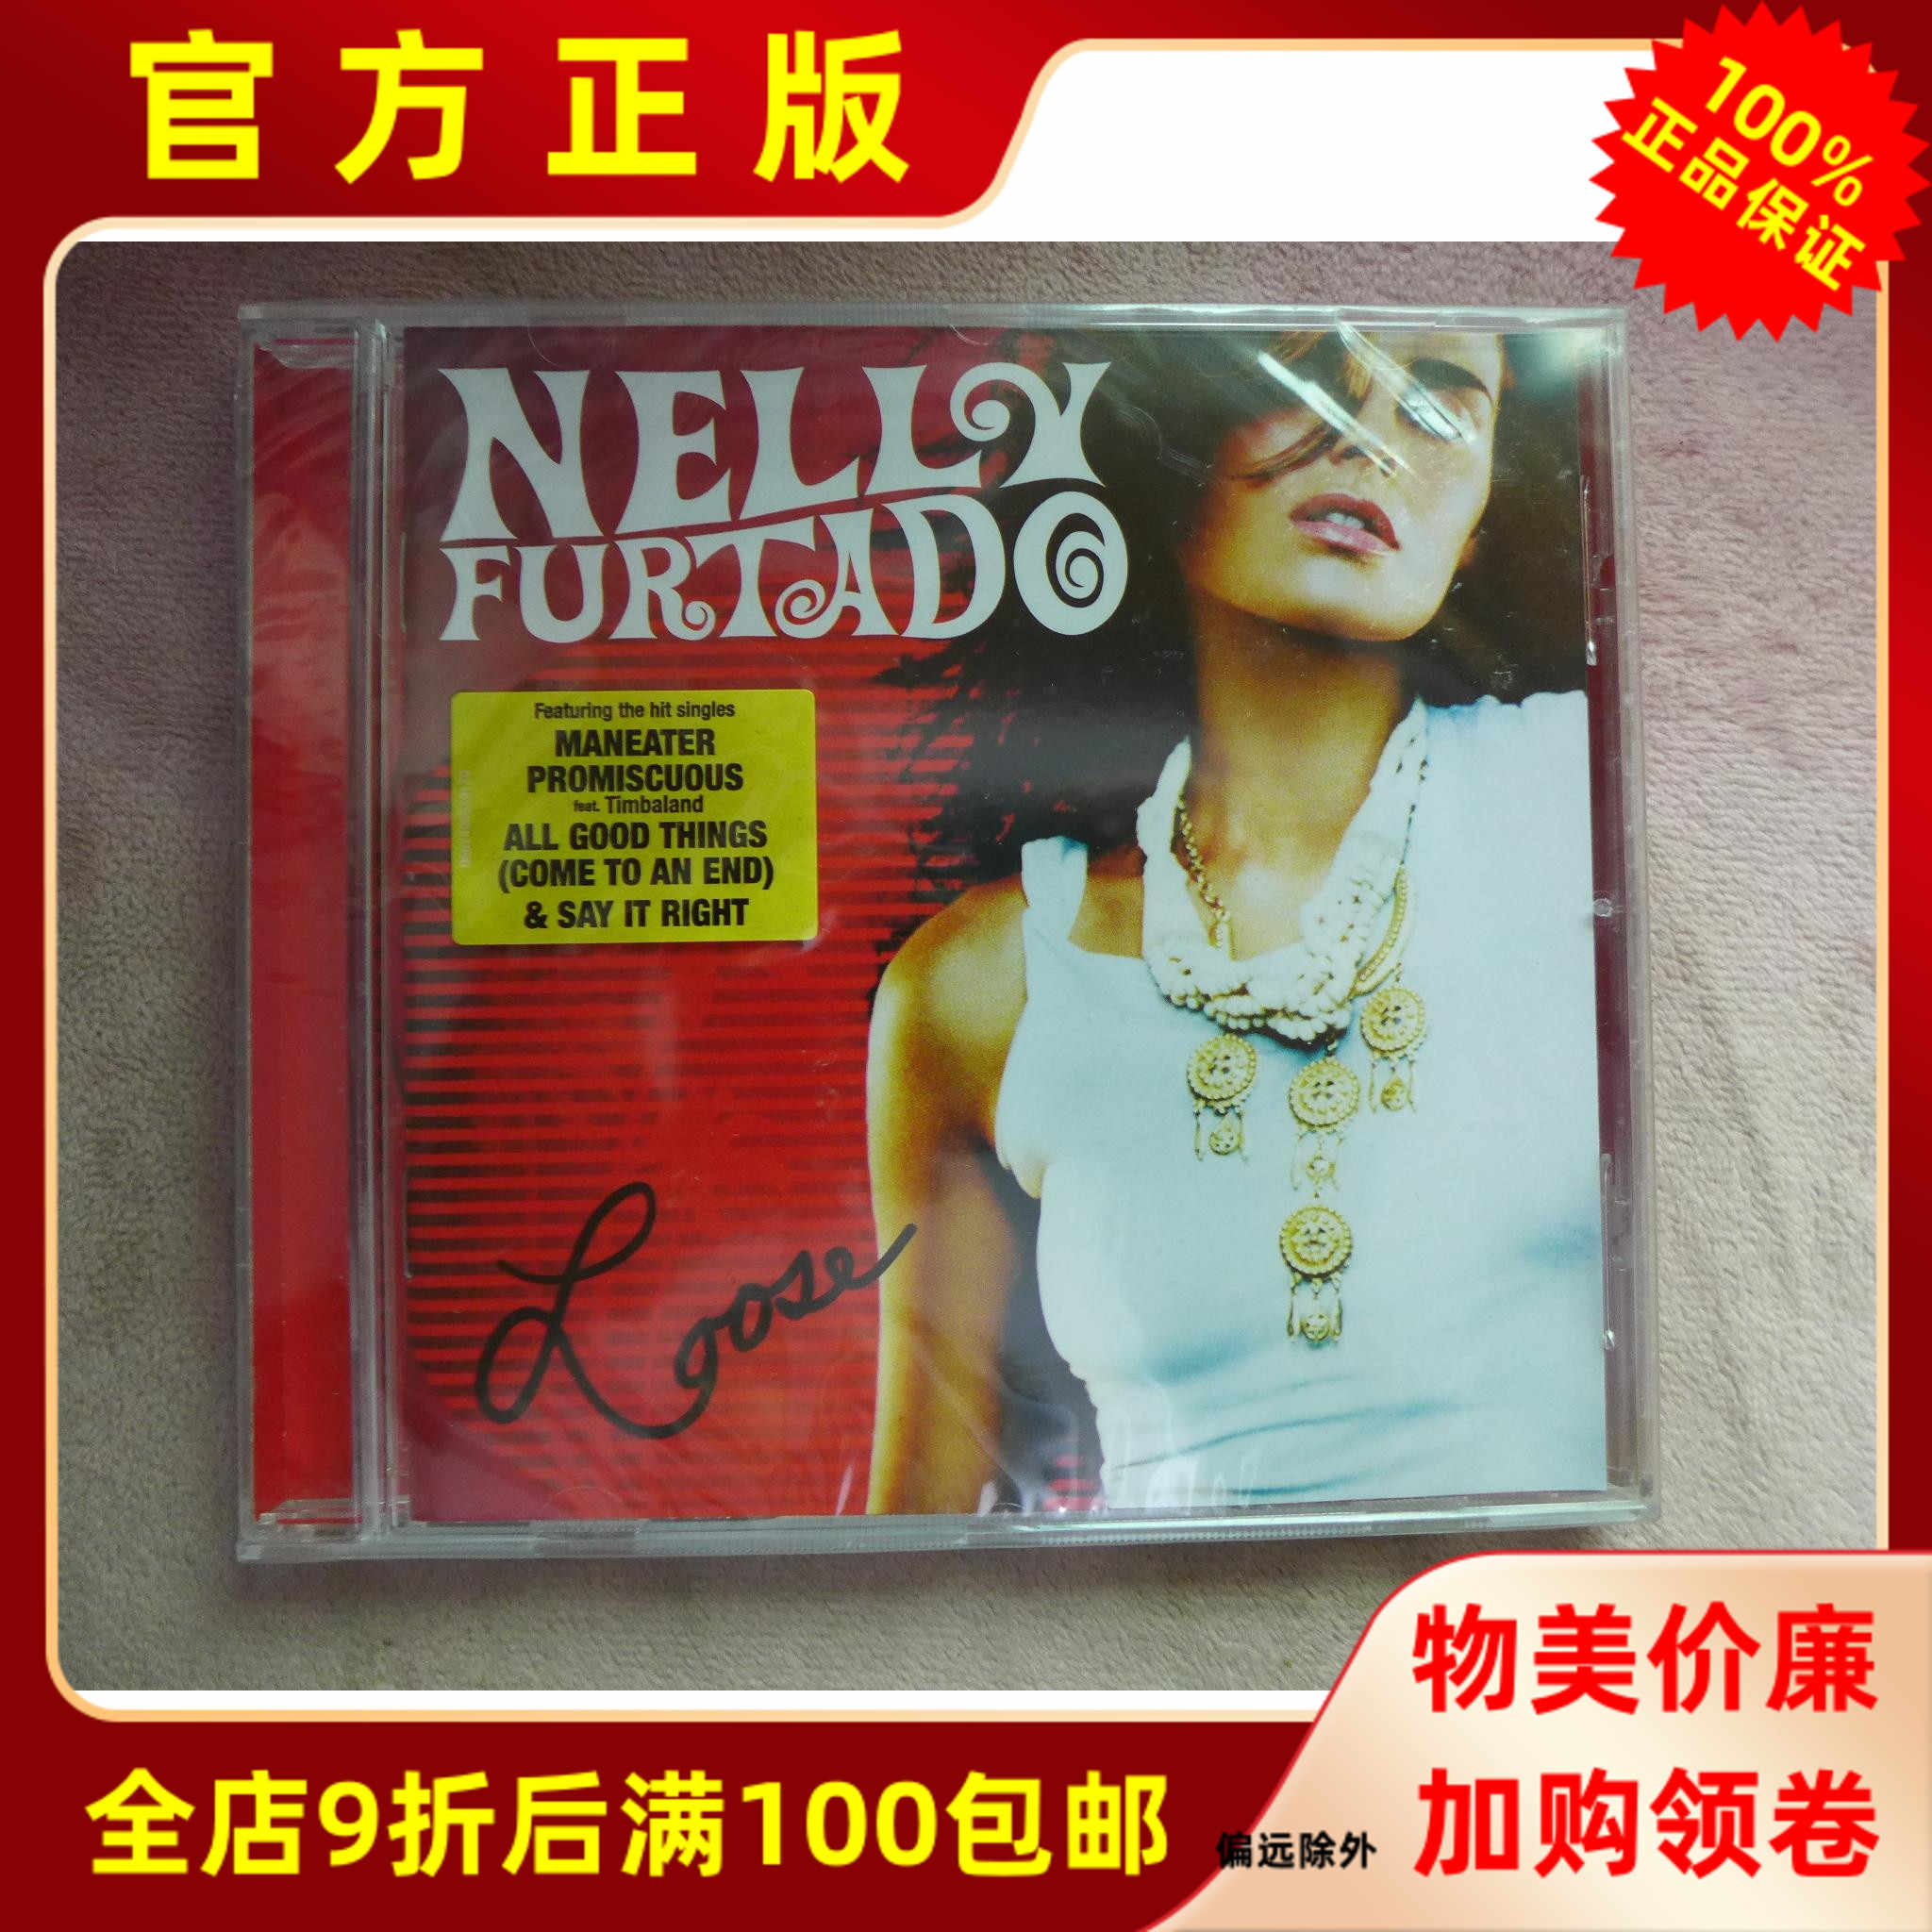 官方正版
100%
正品保证
NELLY
FURTADO
Featuring the hit singles
MANEATER
PROMISCUOUS
feat. Timbaland
ALL GOOD THINGS
(COME TO AN END)
& SAY IT RIGHT
Loose
物美价廉
加购领卷
全店9折后满100包邮
偏远除外